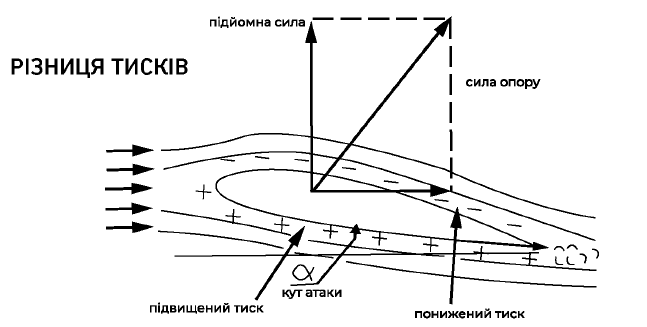 підйомна сила
РІЗНИЦЯ ТИСКІВ
сила опору
α
кут атаки
підвищений тиск
понижений тиск